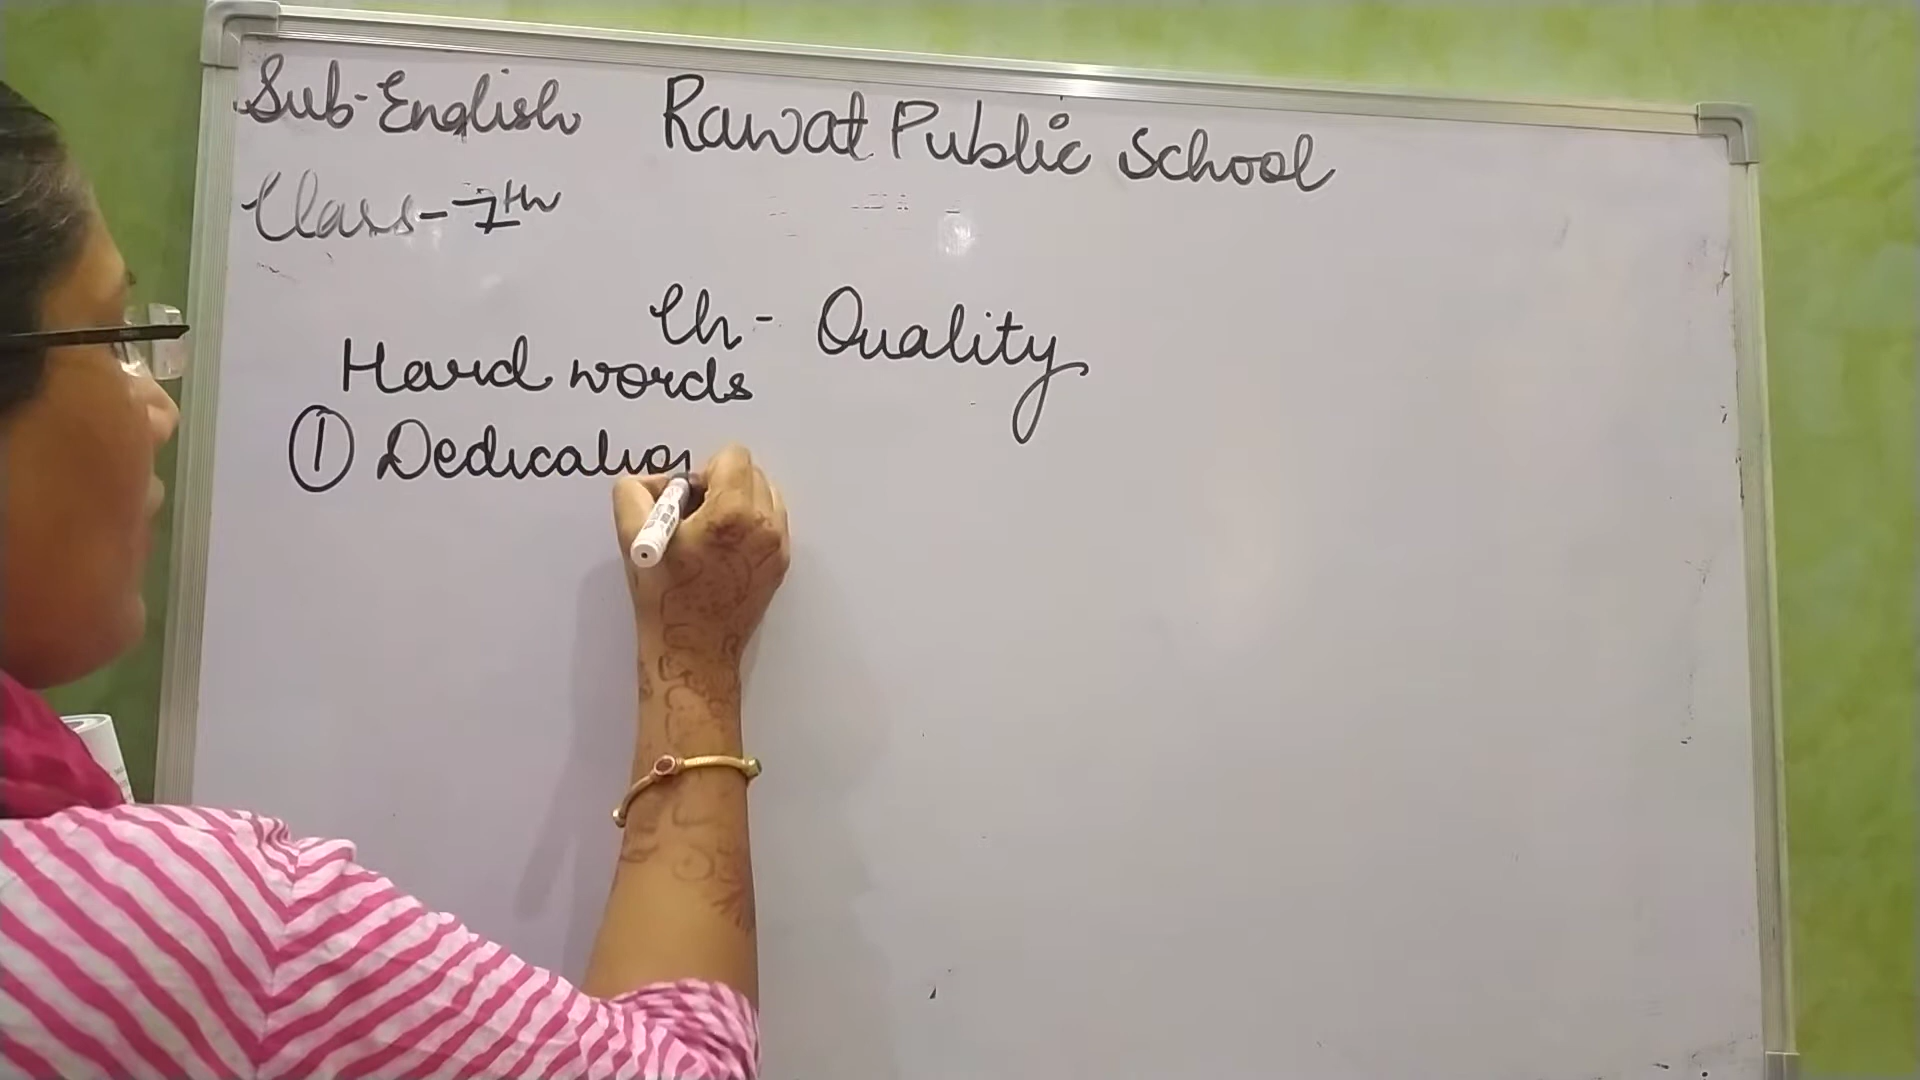 Sub-English
Rawat Public School
Class-7th
Ch- Quality
Hard words
① Dedication